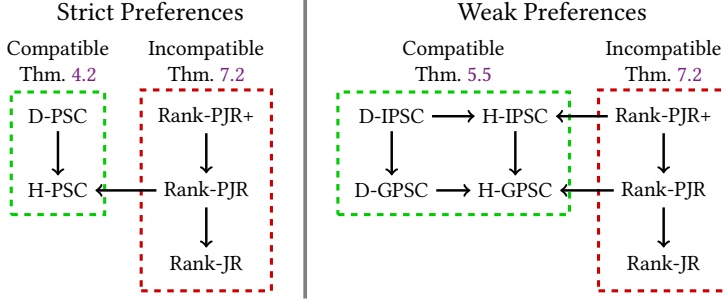 Strict Preferences
Compatible Incompatible
Thm. 4.2 Thm. 7.2
D-PSC Rank-PJR+
H-PSC Rank-PJR
Rank-JR
Weak Preferences
Compatible Incompatible
Thm. 5.5 Thm. 7.2
D-IPSC H-IPSC Rank-PJR+
D-GPSC H-GPSC Rank-PJR
Rank-JR